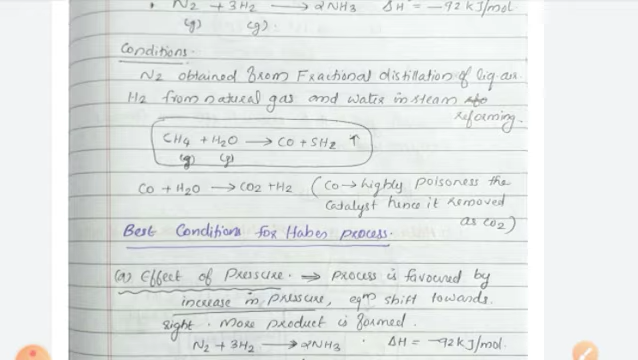 • N2 + 3H2 ⟶ 2NH3 ΔH = -92 kJ/mol
(g) (g)
Conditions.
N2 obtained from Fractional distillation of liq air.
H2 from natural gas and water in steam
reforming.
CH4 + H2O ⟶ CO + 5H2 ↑
(g) (g)
CO + H2O ⟶ CO2 + H2 (CO → highly poisoness the
catalyst hence it removed
as CO2)
Best Conditions for Haber process.
(a) Effect of Pressure. ⟹ process is favoured by
increase in pressure, eqm shift towards
right. More product is formed.
N2 + 3H2 ⟶ 2NH3 . ΔH = -92 kJ/mol.